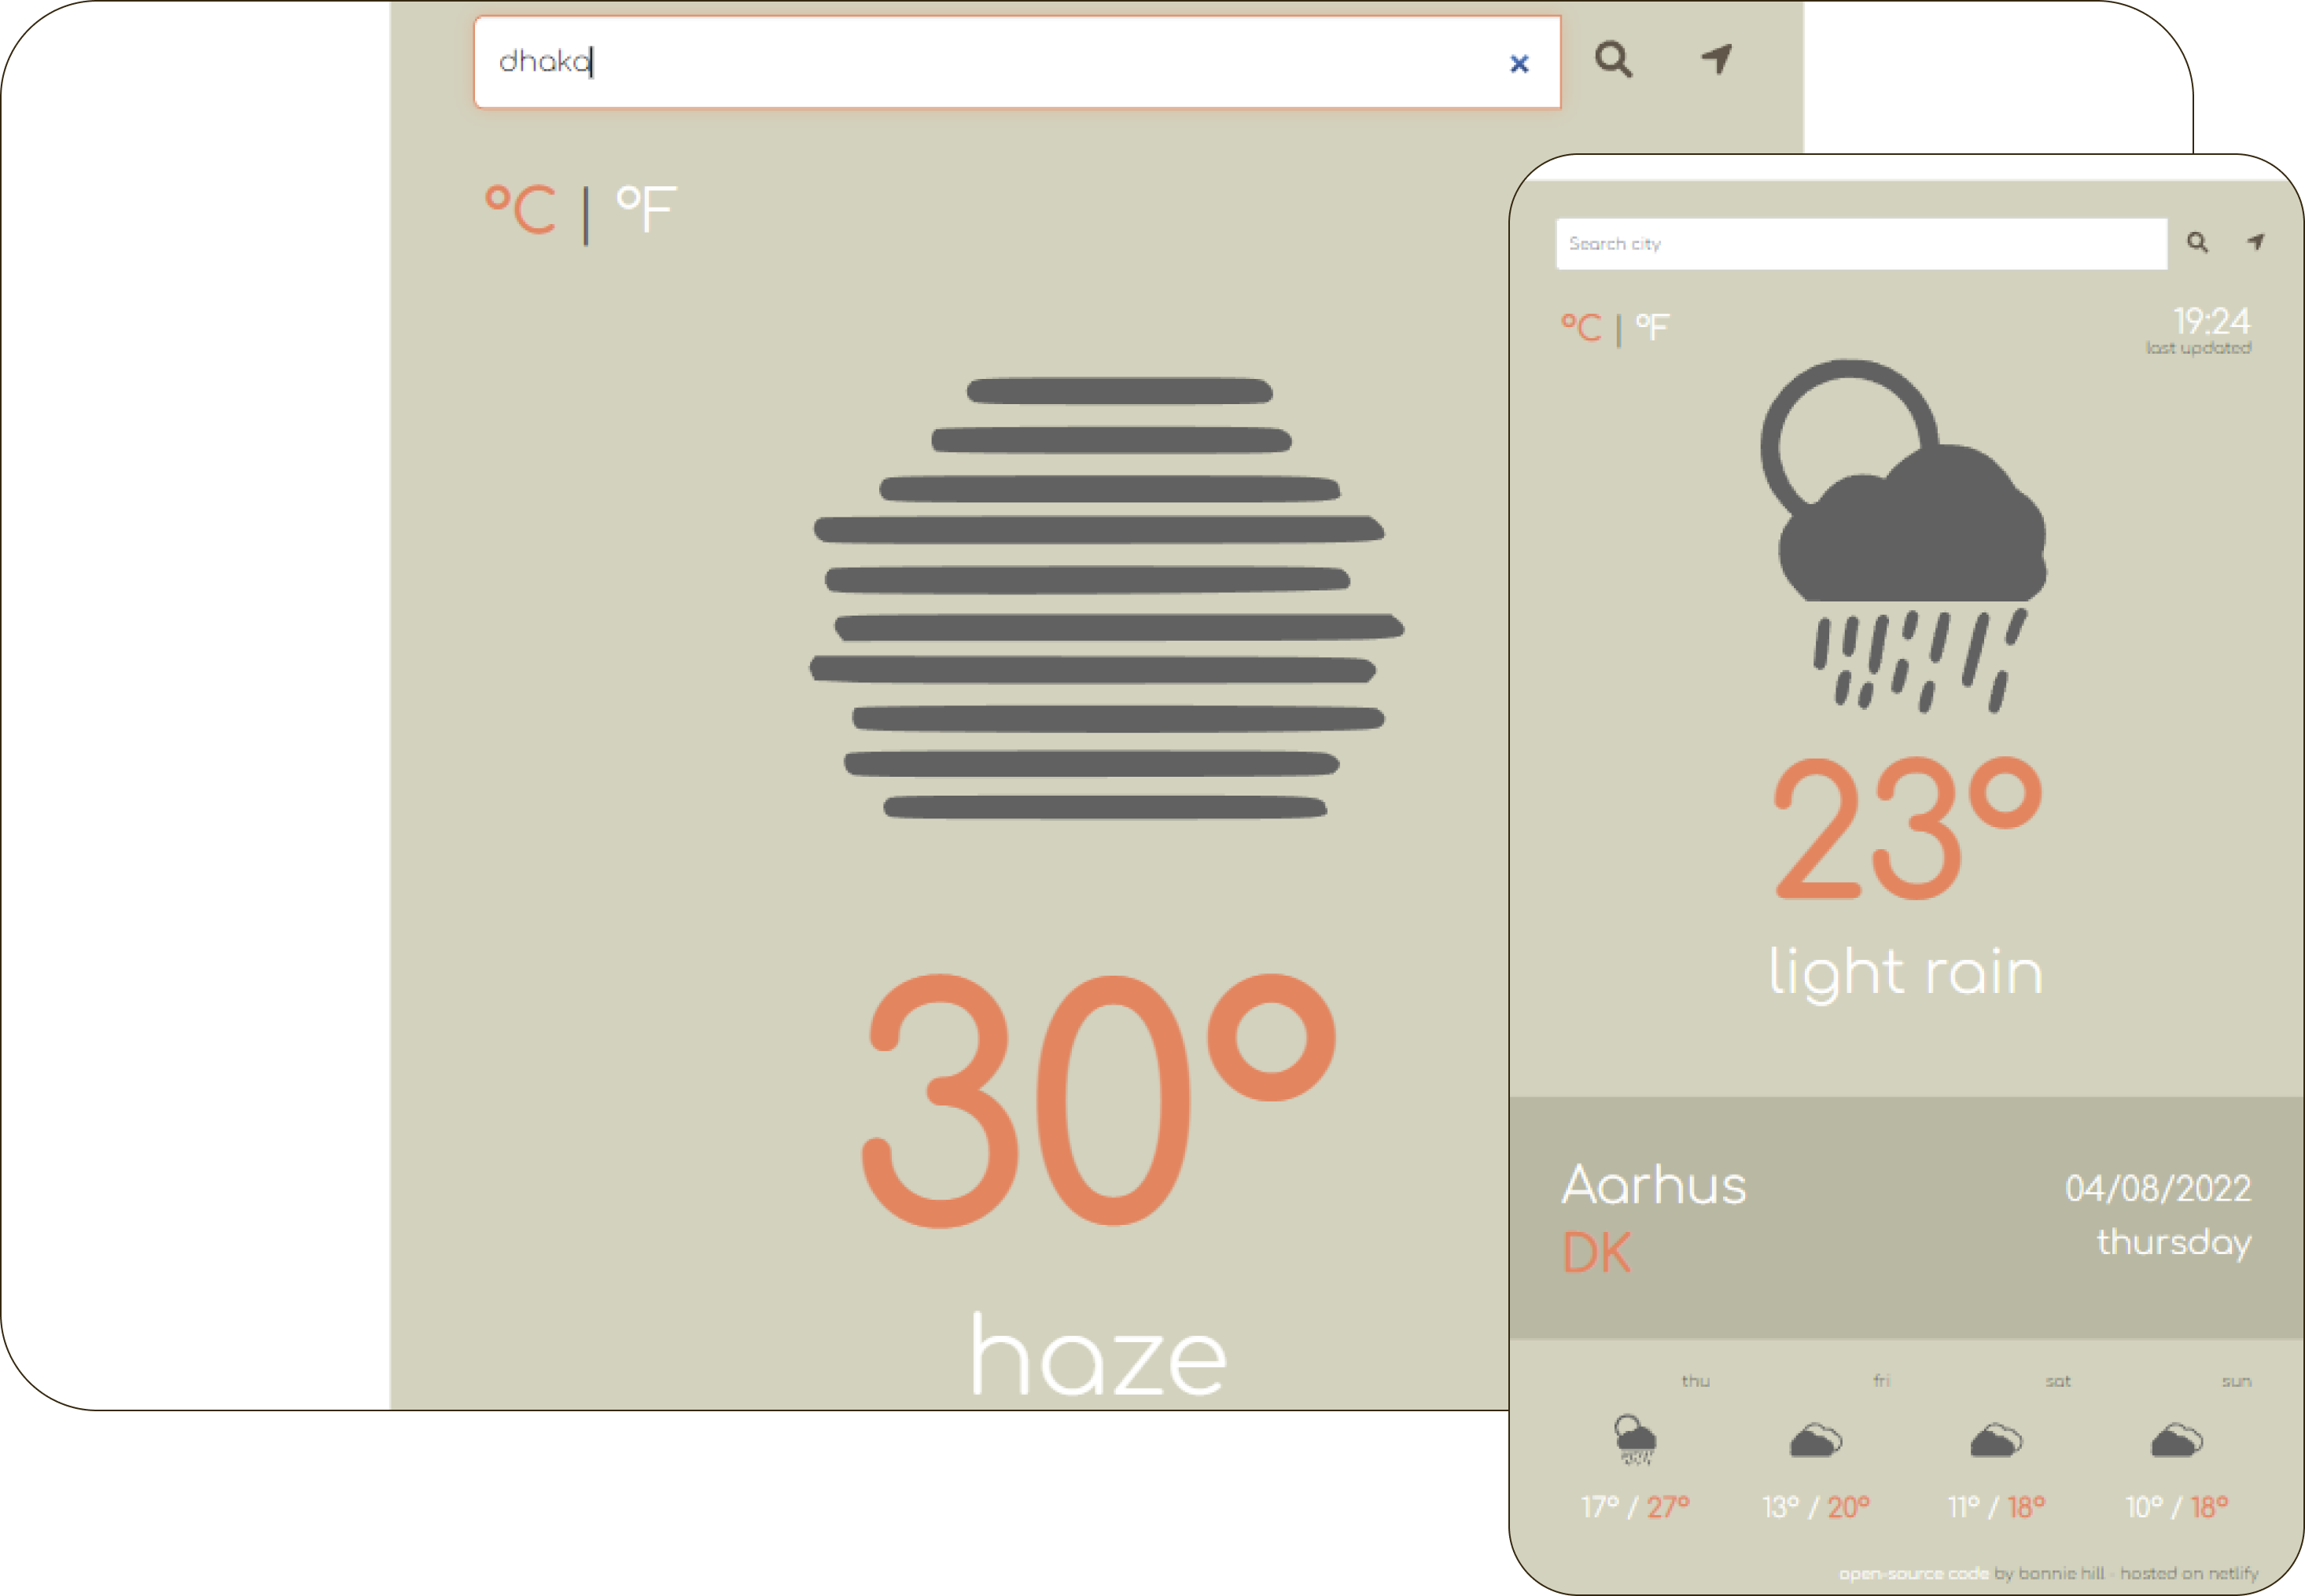 dhaka
°C | °F
30°
haze
Search city
°C | °F
19:24
last updated
23°
light rain
Aarhus
DK
04/08/2022
thursday
thu fri sat sun
17° / 27° 13° / 20° 11° / 18° 10° / 18°
open-source code by bonnie hill - hosted on netlify